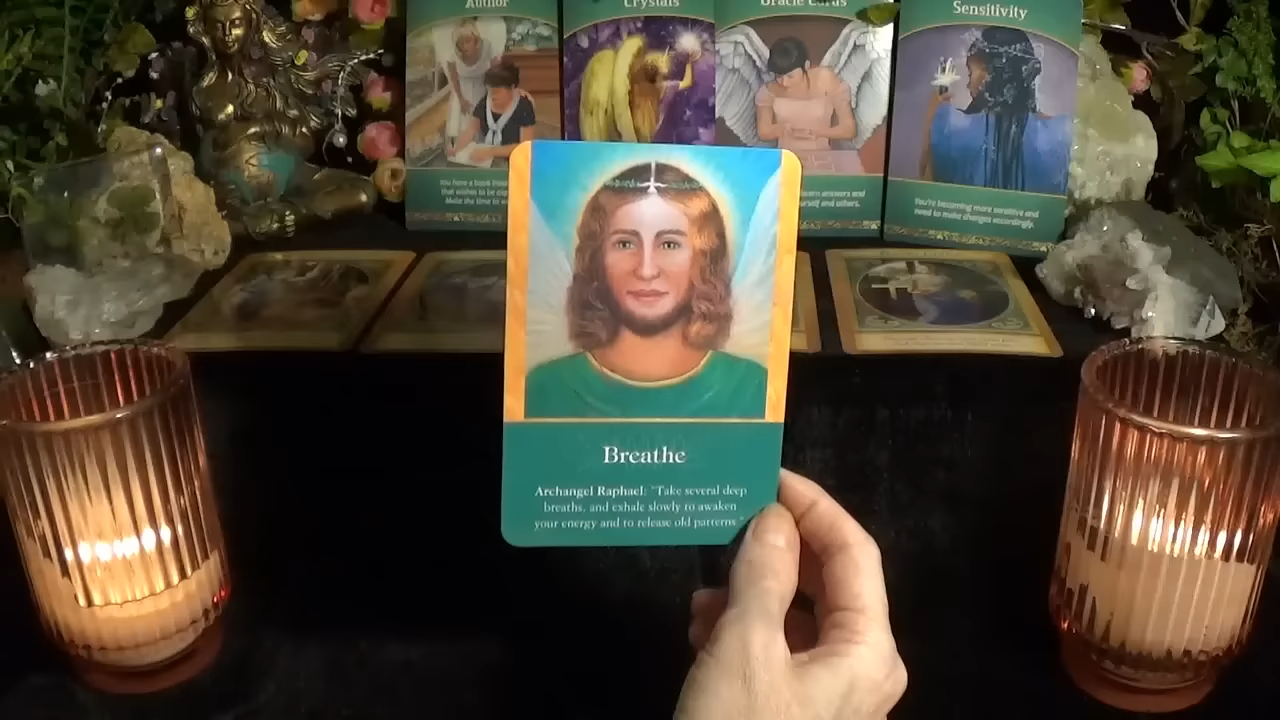 Author
Crystals
Oracle Cards
Sensitivity
You have a book
that wishes to be
Make the time to
learn answers and
yourself and others.
You're becoming more sensitive and
need to make changes accordingly.
Breathe
Archangel Raphael: "Take several deep
breaths, and exhale slowly to awaken
your energy and to release old patterns."